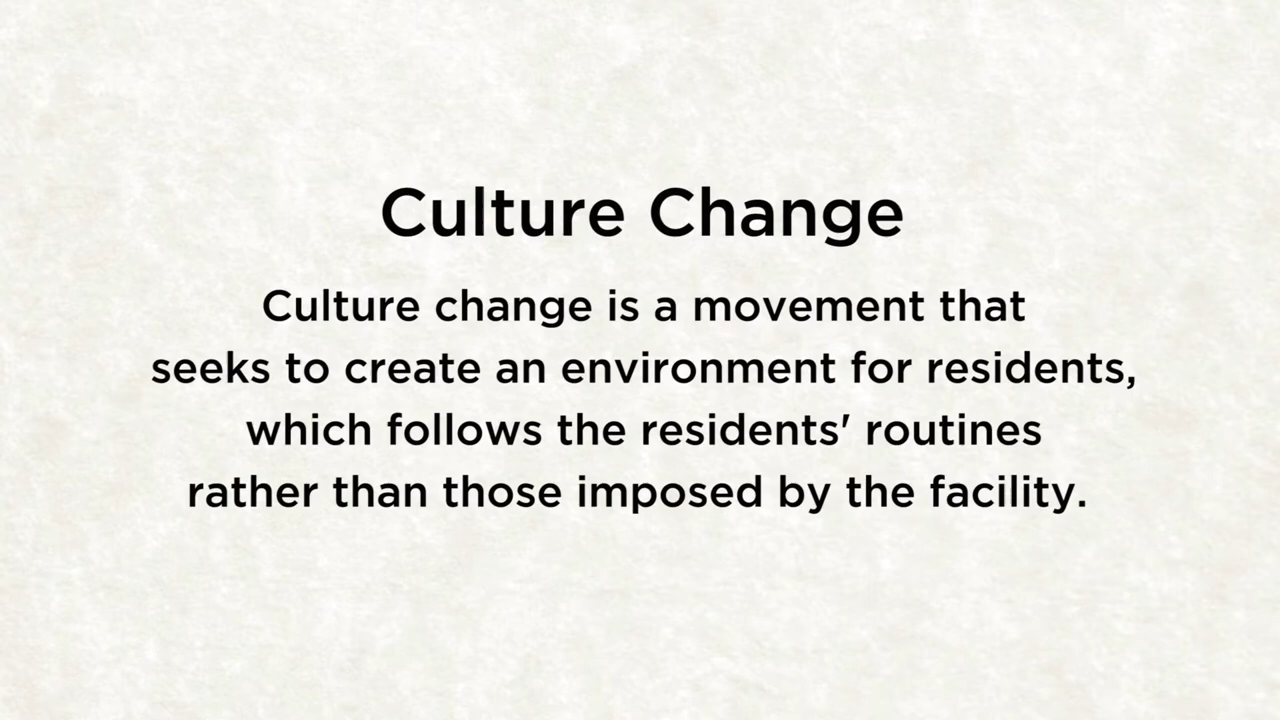 Culture Change
Culture change is a movement that
seeks to create an environment for residents,
which follows the residents' routines
rather than those imposed by the facility.